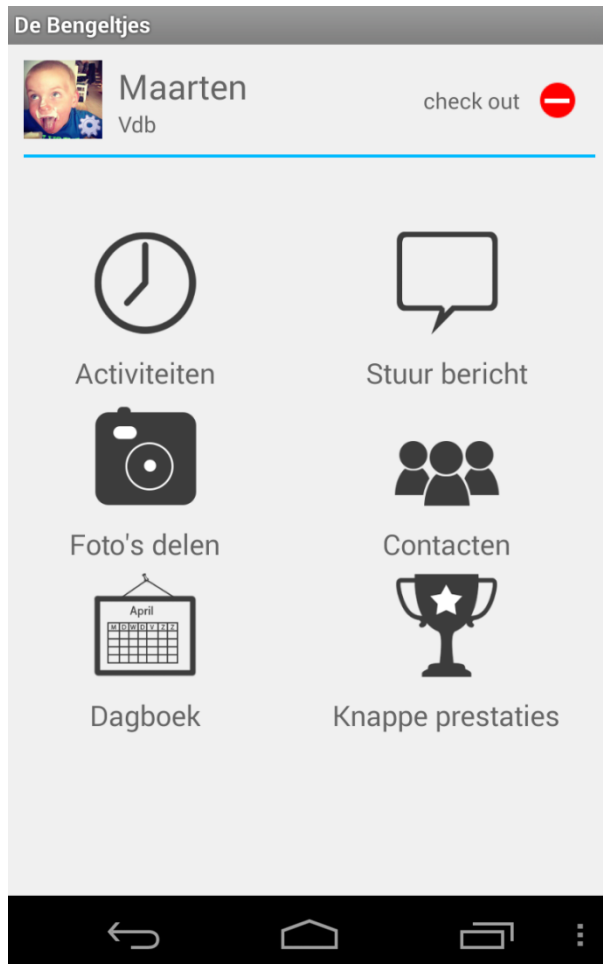 De Bengeltjes
Maarten
Vdb
check out
Activiteiten
Stuur bericht
Foto's delen
Contacten
April
M D W D V Z Z
Dagboek
Knappe prestaties